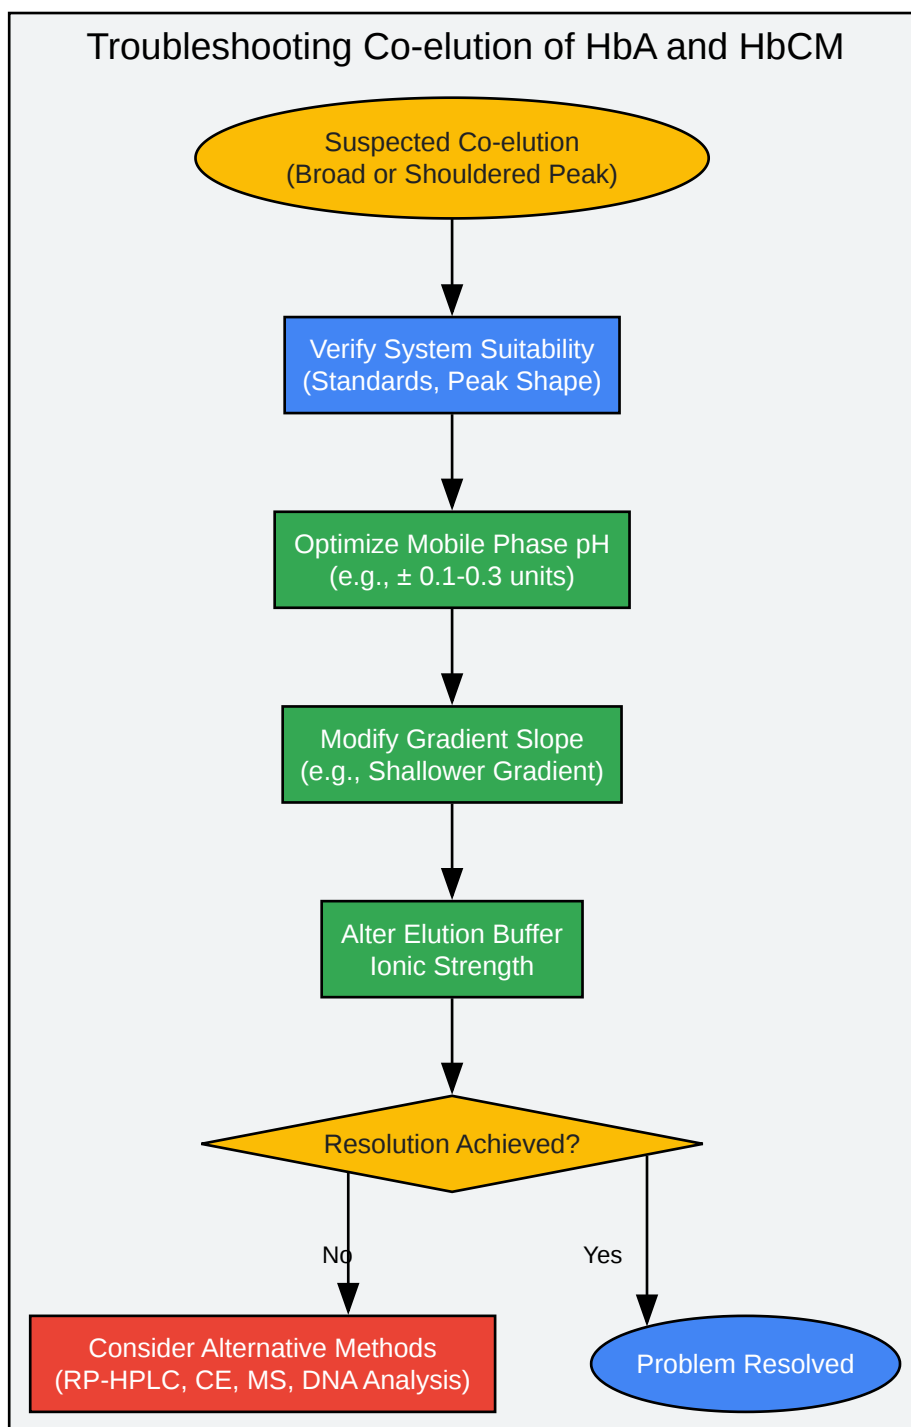 Troubleshooting Co-elution of HbA and HbCM
Suspected Co-elution
(Broad or Shouldered Peak)
Verify System Suitability
(Standards, Peak Shape)
Optimize Mobile Phase pH
(e.g., ± 0.1-0.3 units)
Modify Gradient Slope
(e.g., Shallower Gradient)
Alter Elution Buffer
Ionic Strength
Resolution Achieved?
No
Yes
Consider Alternative Methods
(RP-HPLC, CE, MS, DNA Analysis)
Problem Resolved